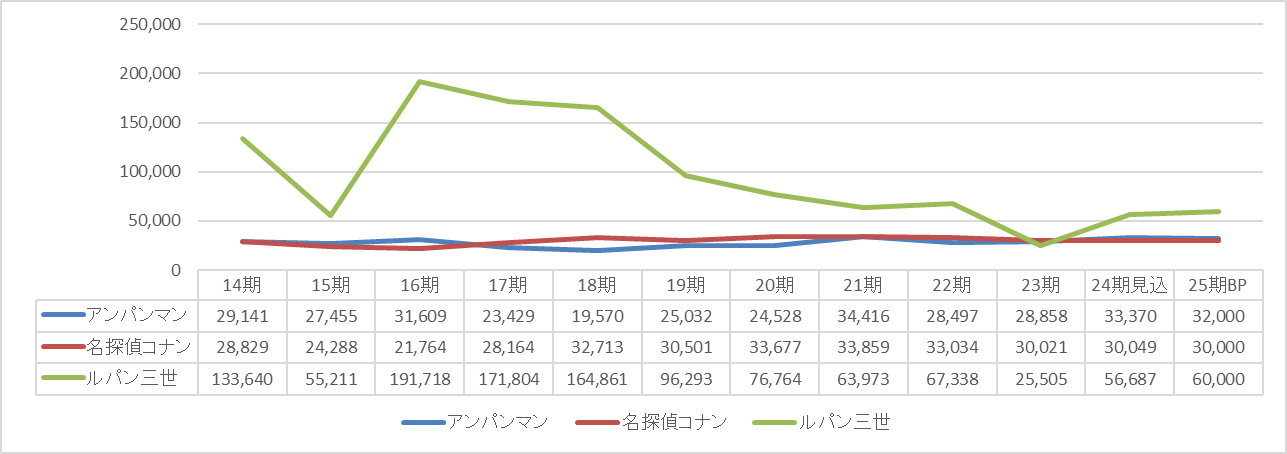 250,000
200,000
150,000
100,000
50,000
0
14期 15期 16期 17期 18期 19期 20期 21期 22期 23期 24期見込 25期BP
アンパンマン 29,141 27,455 31,609 23,429 19,570 25,032 24,528 34,416 28,497 28,858 33,370 32,000
名探偵コナン 28,829 24,288 21,764 28,164 32,713 30,501 33,677 33,859 33,034 30,021 30,049 30,000
ルパン三世 133,640 55,211 191,718 171,804 164,861 96,293 76,764 63,973 67,338 25,505 56,687 60,000
アンパンマン 名探偵コナン ルパン三世